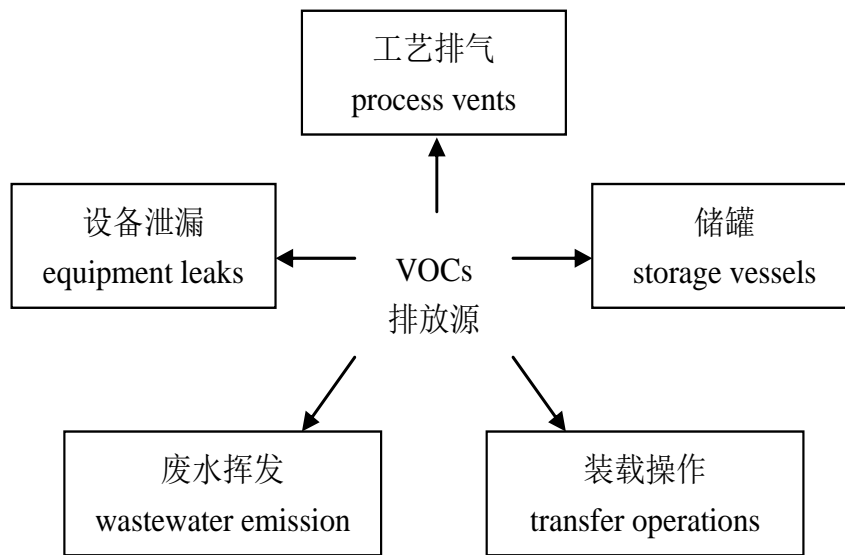 工艺排气
process vents
设备泄漏
equipment leaks
储罐
storage vessels
VOCs
排放源
废水挥发
wastewater emission
装载操作
transfer operations